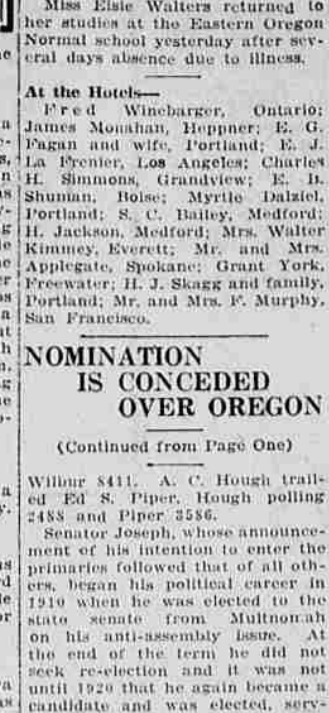 Miss Elsie Walters returned to
her studies at the Eastern Oregon
Normal school yesterday after sev-
eral days absence due to illness.
At the Hotels—
Fred Winebarger, Ontario;
James Monahan, Heppner; E. G.
Fagan and wife, Portland; E. J.
La Frenier, Los Angeles; Charles
H. Simmons, Grandview; E. B.
Shuman, Boise; Myrtle Dalziel,
Portland; S. C. Bailey, Medford;
H. Jackson, Medford; Mrs. Walter
Kimmey, Everett; Mr. and Mrs.
Applegate, Spokane; Grant York,
Freewater; H. J. Skagg and family,
Portland; Mr. and Mrs. F. Murphy,
San Francisco.
NOMINATION
IS CONCEDED
OVER OREGON
(Continued from Page One)
Wilbur 8411. A. C. Hough trail-
ed Ed S. Piper, Hough polling
2488 and Piper 3586.
Senator Joseph, whose announce-
ment of his intention to enter the
primaries followed that of all oth-
ers, began his political career in
1910 when he was elected to the
state senate from Multnomah
on his anti-assembly issue. At
the end of the term he did not
seek re-election and it was not
until 1920 that he again became a
candidate and was elected, serv-